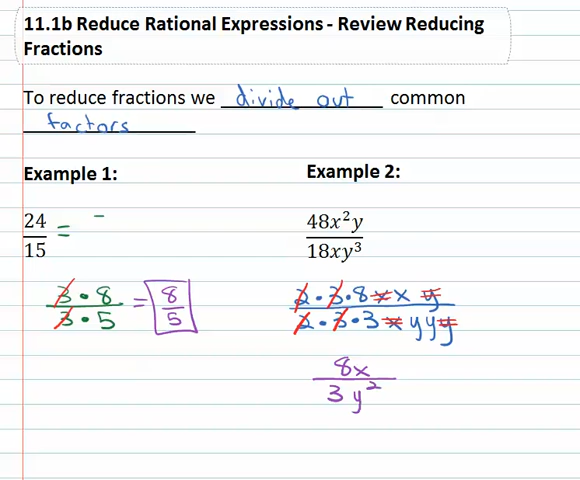 11.1b Reduce Rational Expressions - Review Reducing
Fractions
To reduce fractions we divide out common
factors
Example 1:
Example 2:
24/15 =
48x²y/18xy³
3 • 8/3 • 5 = 8/5
2 • 3 • 8 x x y/2 • 3 • 3 x y y y
8x/3y²